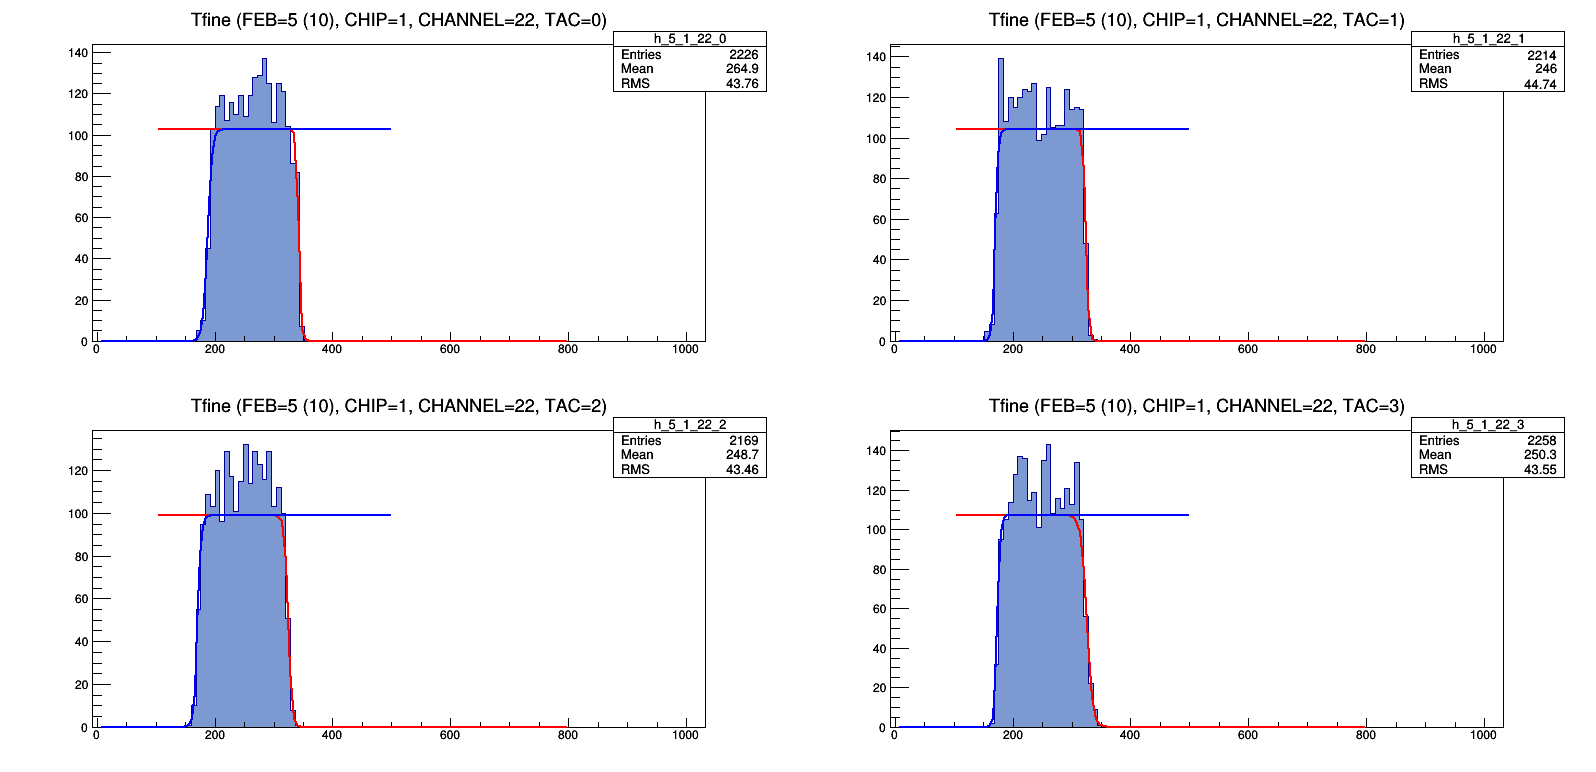 Tfine (FEB=5 (10), CHIP=1, CHANNEL=22, TAC=0)
h_5_1_22_0
Entries 2226
Mean 264.9
RMS 43.76
140
120
100
80
60
40
20
0
0 200 400 600 800 1000
Tfine (FEB=5 (10), CHIP=1, CHANNEL=22, TAC=1)
h_5_1_22_1
Entries 2214
Mean 246
RMS 44.74
140
120
100
80
60
40
20
0
0 200 400 600 800 1000
Tfine (FEB=5 (10), CHIP=1, CHANNEL=22, TAC=2)
h_5_1_22_2
Entries 2169
Mean 248.7
RMS 43.46
120
100
80
60
40
20
0
0 200 400 600 800 1000
Tfine (FEB=5 (10), CHIP=1, CHANNEL=22, TAC=3)
h_5_1_22_3
Entries 2258
Mean 250.3
RMS 43.55
140
120
100
80
60
40
20
0
0 200 400 600 800 1000